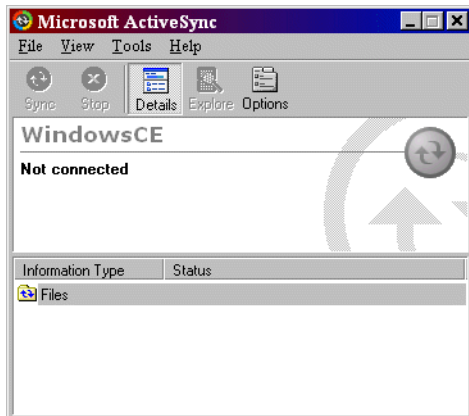 Microsoft ActiveSync
File View Tools Help
Sync Stop Details Explore Options
WindowsCE
Not connected
Information Type Status
Files